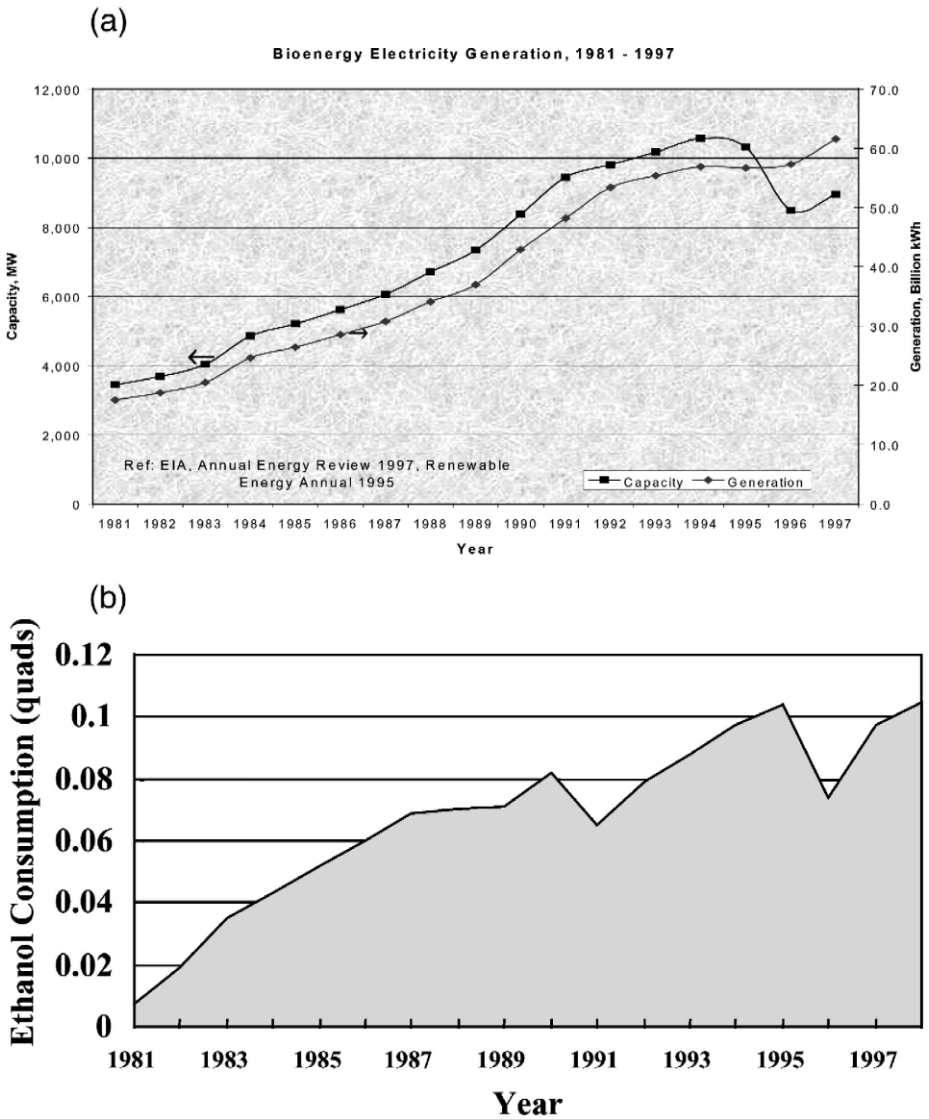 (a)
Bioenergy Electricity Generation, 1981 - 1997
12,000
10,000
8,000
6,000
4,000
2,000
0
Capacity, MW
70.0
60.0
50.0
40.0
30.0
20.0
10.0
0.0
Generation, Billion kWh
Ref: EIA, Annual Energy Review 1997, Renewable
Energy Annual 1995
Capacity Generation
1981 1982 1983 1984 1985 1986 1987 1988 1989 1990 1991 1992 1993 1994 1995 1996 1997
Year
(b)
Ethanol Consumption (quads)
0.12
0.1
0.08
0.06
0.04
0.02
0
1981 1983 1985 1987 1989 1991 1993 1995 1997
Year